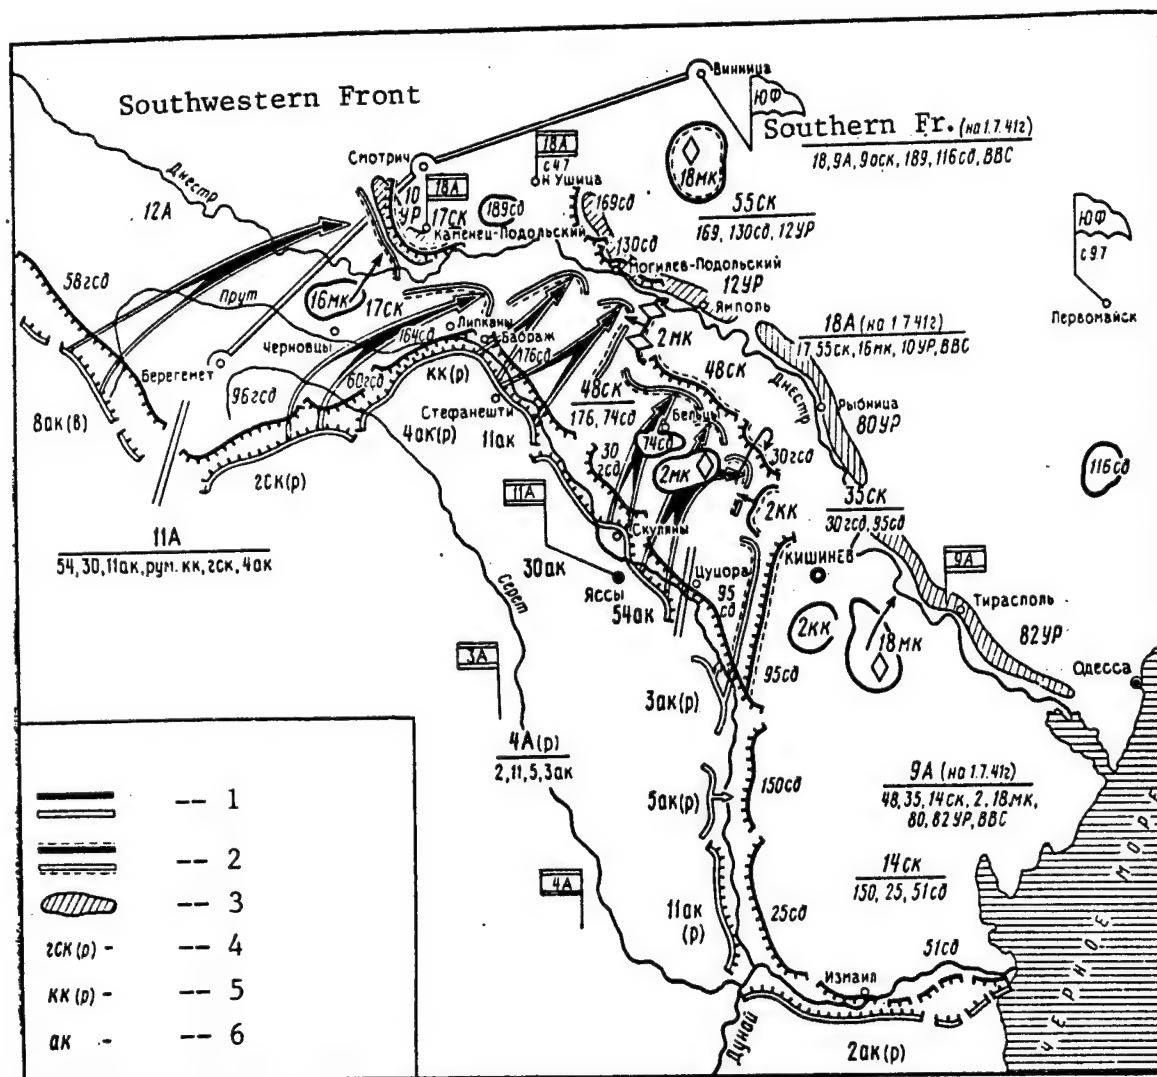 Винница
ЮФ
Southwestern Front
Southern Fr. (на 1.7.41г)
18, 9А, 9оск, 189, 116сд, ВВС
Смотрич
18А
с 4.7
Н Ушица
18мк
Днестр
12А
10
УР
18А
17ск
Каменец-Подольский
189сд
169сд
130сд
55СК
169, 130сд, 12УР
ЮФ
с 9.7
Первомайск
58гсд
Прут
16мк
17ск
Могилев-Подольский
12УР
Ямполь
18А (на 1.7.41г)
17, 55ск, 16мк, 10УР, ВВС
Черновцы
164сд
Липканы
176сд
2мк
Берегемет
96гсд
60гсд
кк(р)
48СК
176, 74сд
48ск
Днестр
Рыбница
80УР
8ак(в)
Стефанешти
4ак(р)
11ак
Бельцы
74сд
30
гсд
30гсд
116сд
2СК(р)
11А
2мк
2кк
35СК
30гсд, 95сд
11А
54, 30, 11ак, рум. кк, гск, 4ак
Скуляны
30ак
Яссы
54ак
Цуцора
95
сд
Кишинев
9А
Тирасполь
82УР
Серет
2кк
18мк
Одесса
3А
95сд
3ак(р)
4А(р)
2, 11, 5, 3ак
5ак(р)
150сд
9А (на 1.7.41г)
48, 35, 14ск, 2, 18мк,
80, 82УР, ВВС
-- 1
-- 2
-- 3
4А
11ак
(р)
25сд
14СК
150, 25, 51сд
гск(р) - -- 4
кк(р) - -- 5
ак - -- 6
51сд
Измаил
Дунай
2ак(р)
ЧЕРНОЕ МОРЕ